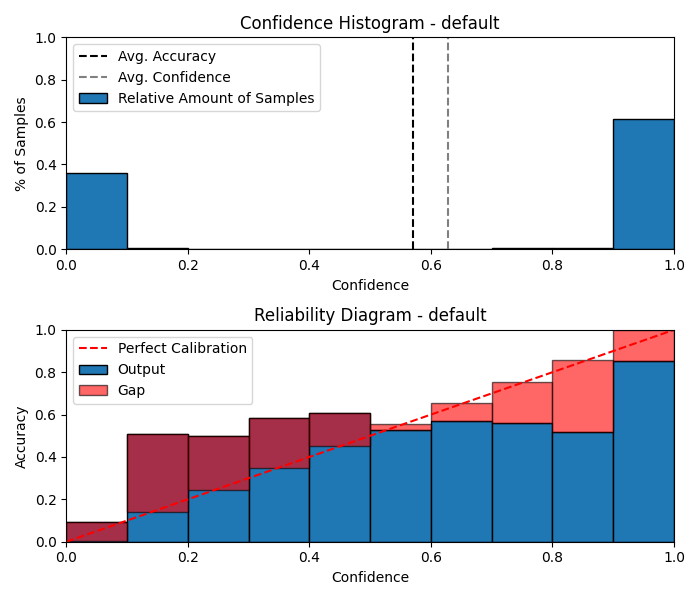 Confidence Histogram - default
1.0
0.8
0.6
0.4
0.2
0.0
% of Samples
Avg. Accuracy
Avg. Confidence
Relative Amount of Samples
0.0 0.2 0.4 0.6 0.8 1.0
Confidence
Reliability Diagram - default
1.0
0.8
0.6
0.4
0.2
0.0
Accuracy
Perfect Calibration
Output
Gap
0.0 0.2 0.4 0.6 0.8 1.0
Confidence